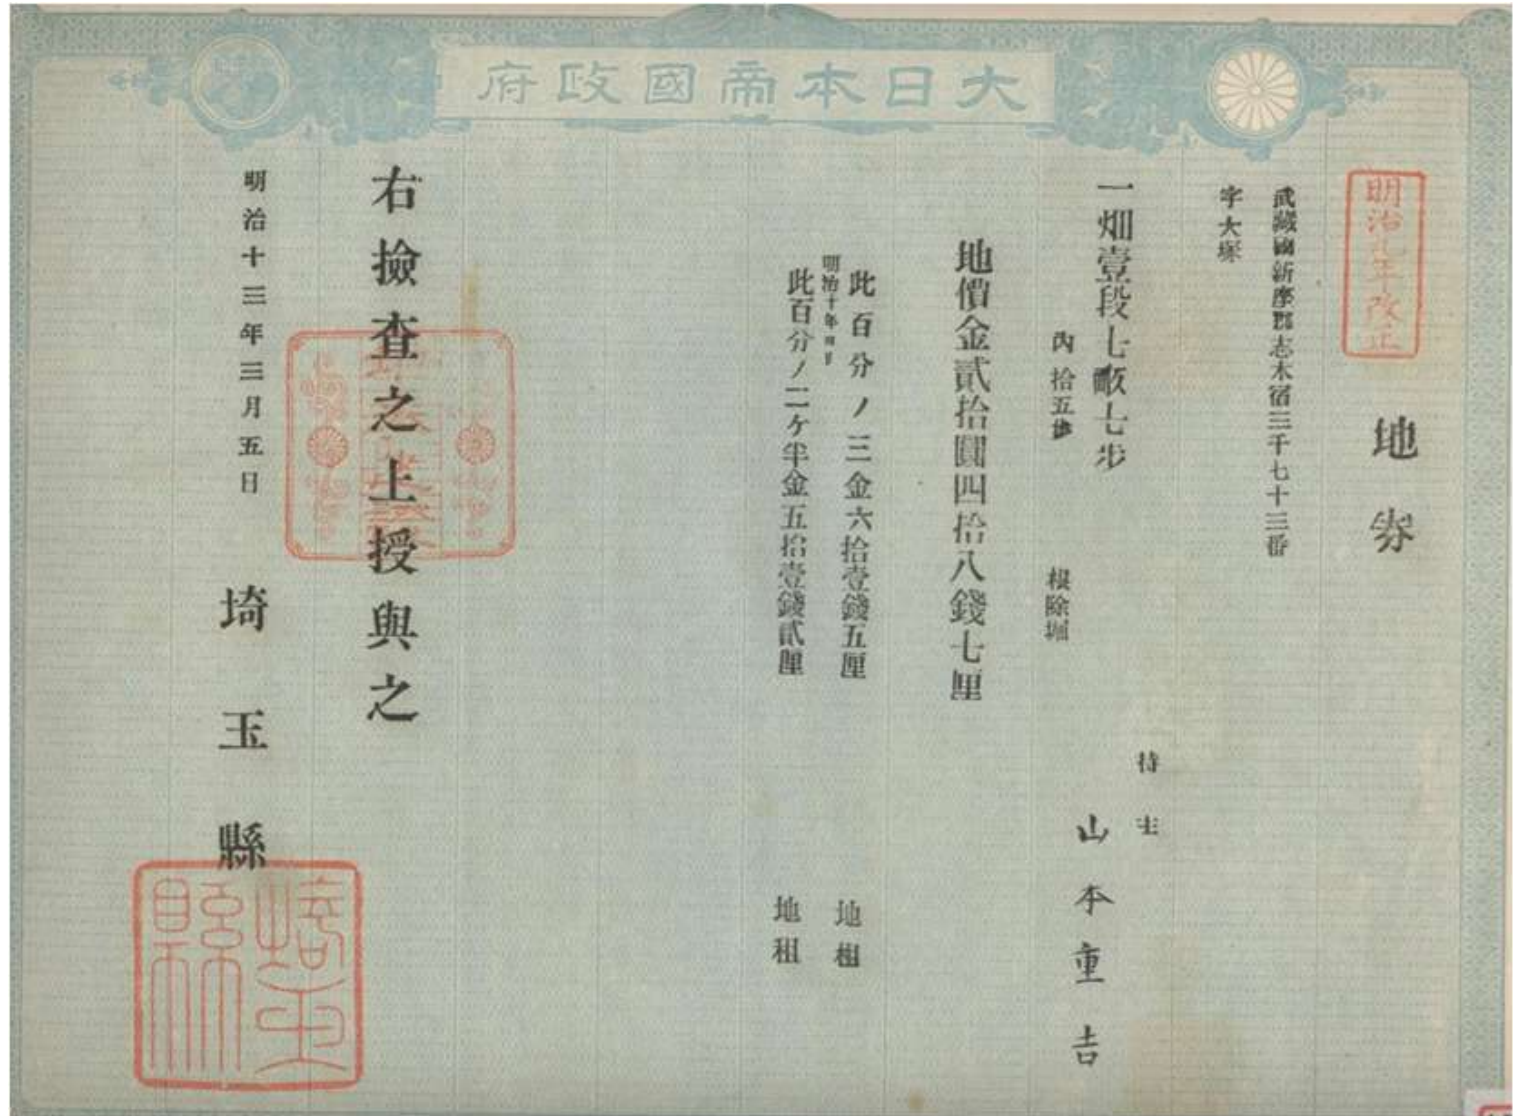 大日本帝國政府
明治九年改正
地券
武藏國新座郡志木宿三千七十三番
字大塚
一畑壹段七畝七步
內拾五步
根除堀
持主
山本重吉
地價金貳拾圓四拾八錢七厘
此百分ノ三金六拾壹錢五厘
地租
明治十年ヨリ
此百分ノ二ケ半金五拾壹錢貳厘
地租
右撿查之上授與之
明治十三年三月五日
埼玉縣
埼玉縣